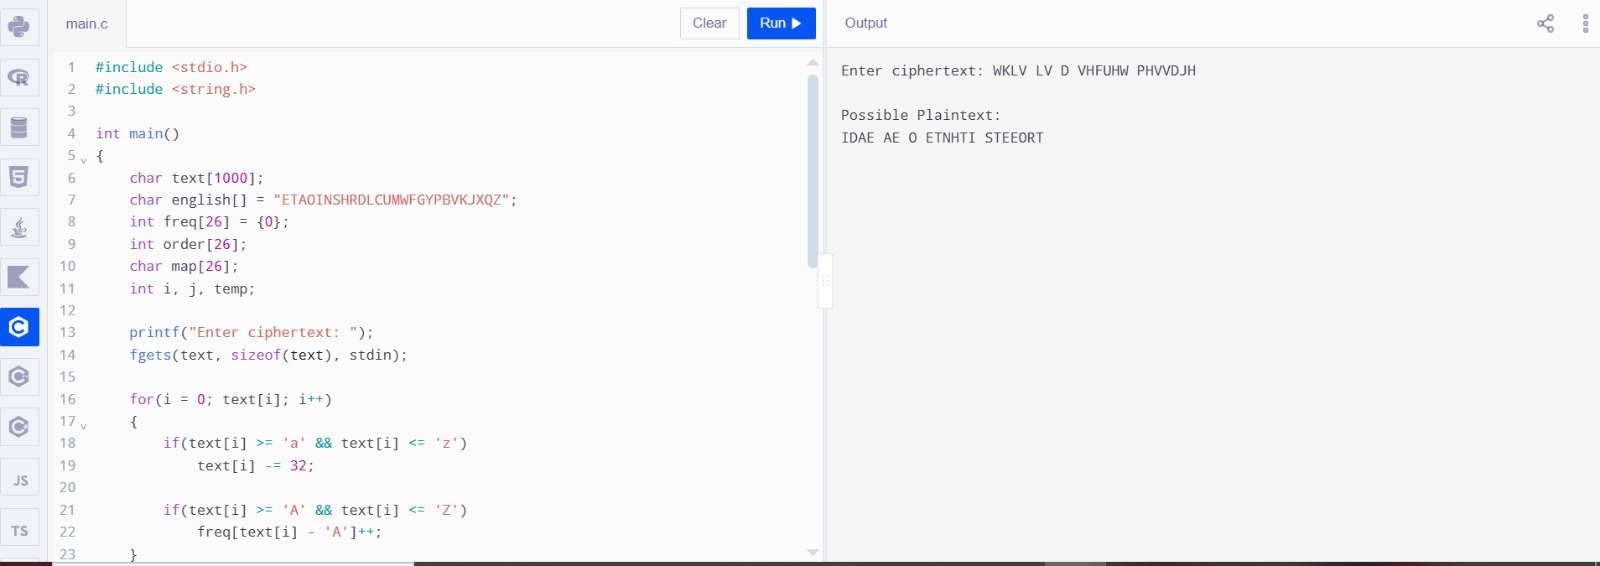 main.c
Clear
Run
1 #include <stdio.h>
2 #include <string.h>
3
4 int main()
5 {
6 char text[1000];
7 char english[] = "ETAOINSHRDLCUMWFGYPBVKJXQZ";
8 int freq[26] = {0};
9 int order[26];
10 char map[26];
11 int i, j, temp;
12
13 printf("Enter ciphertext: ");
14 fgets(text, sizeof(text), stdin);
15
16 for(i = 0; text[i]; i++)
17 {
18 if(text[i] >= 'a' && text[i] <= 'z')
19 text[i] -= 32;
20
21 if(text[i] >= 'A' && text[i] <= 'Z')
22 freq[text[i] - 'A']++;
23 }
JS
TS
Output
Enter ciphertext: WKLV LV D VHFUHW PHVVDJH
Possible Plaintext:
IDAE AE O ETNHTI STEEORT